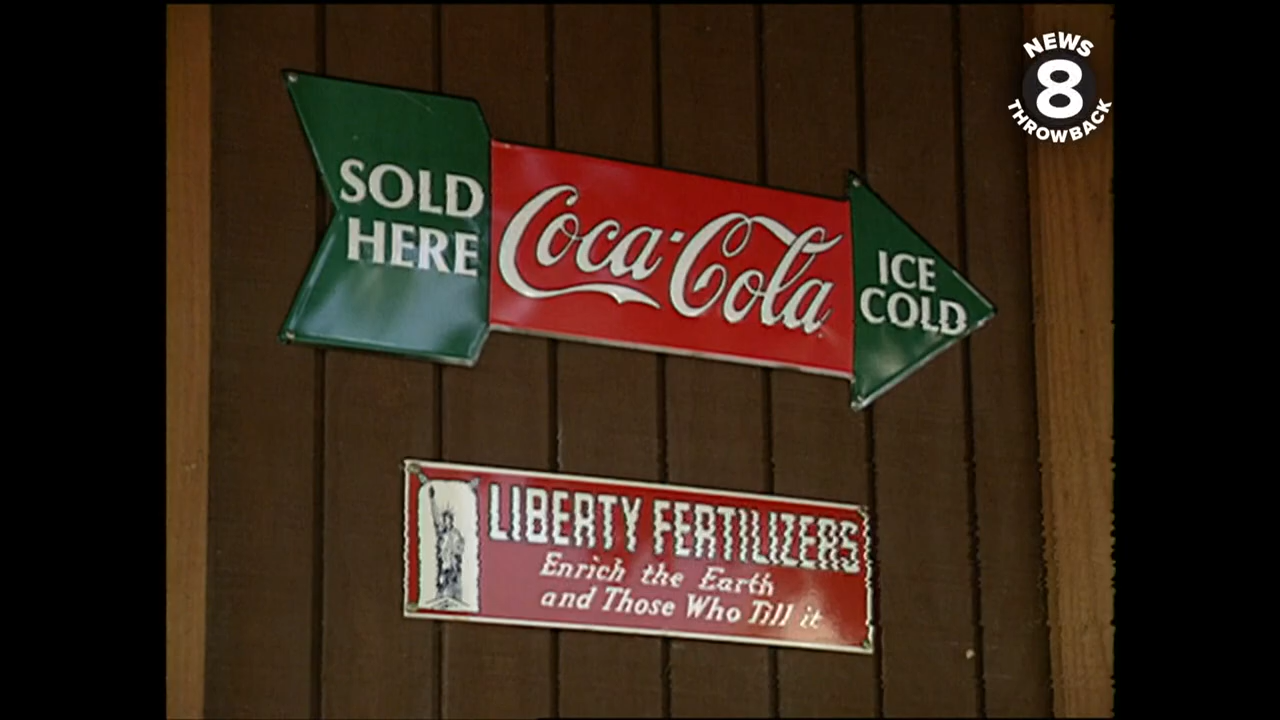 NEWS
8
THROWBACK
SOLD
HERE
Coca-Cola
ICE
COLD
LIBERTY FERTILIZERS
Enrich the Earth
and Those Who Till it